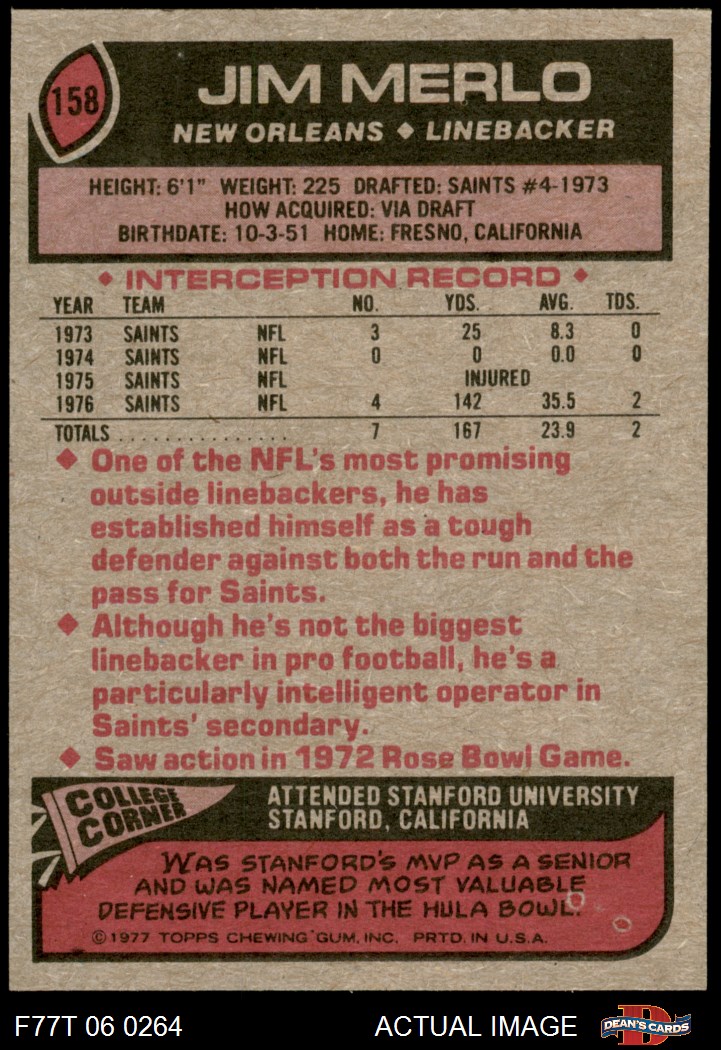 158
JIM MERLO
NEW ORLEANS ◆ LINEBACKER
HEIGHT: 6'1" WEIGHT: 225 DRAFTED: SAINTS #4-1973
HOW ACQUIRED: VIA DRAFT
BIRTHDATE: 10-3-51 HOME: FRESNO, CALIFORNIA
◆ INTERCEPTION RECORD ◆
YEAR TEAM NO. YDS. AVG. TDS.
1973 SAINTS NFL 3 25 8.3 0
1974 SAINTS NFL 0 0 0.0 0
1975 SAINTS NFL INJURED
1976 SAINTS NFL 4 142 35.5 2
TOTALS ................ 7 167 23.9 2
◆ One of the NFL's most promising
outside linebackers, he has
established himself as a tough
defender against both the run and the
pass for Saints.
◆ Although he's not the biggest
linebacker in pro football, he's a
particularly intelligent operator in
Saints' secondary.
◆ Saw action in 1972 Rose Bowl Game.
COLLEGE
CORNER
ATTENDED STANFORD UNIVERSITY
STANFORD, CALIFORNIA
WAS STANFORD'S MVP AS A SENIOR
AND WAS NAMED MOST VALUABLE
DEFENSIVE PLAYER IN THE HULA BOWL.
© 1977 TOPPS CHEWING GUM, INC. PRTD. IN U.S.A.
F77T 06 0264 ACTUAL IMAGE D DEAN'S CARDS